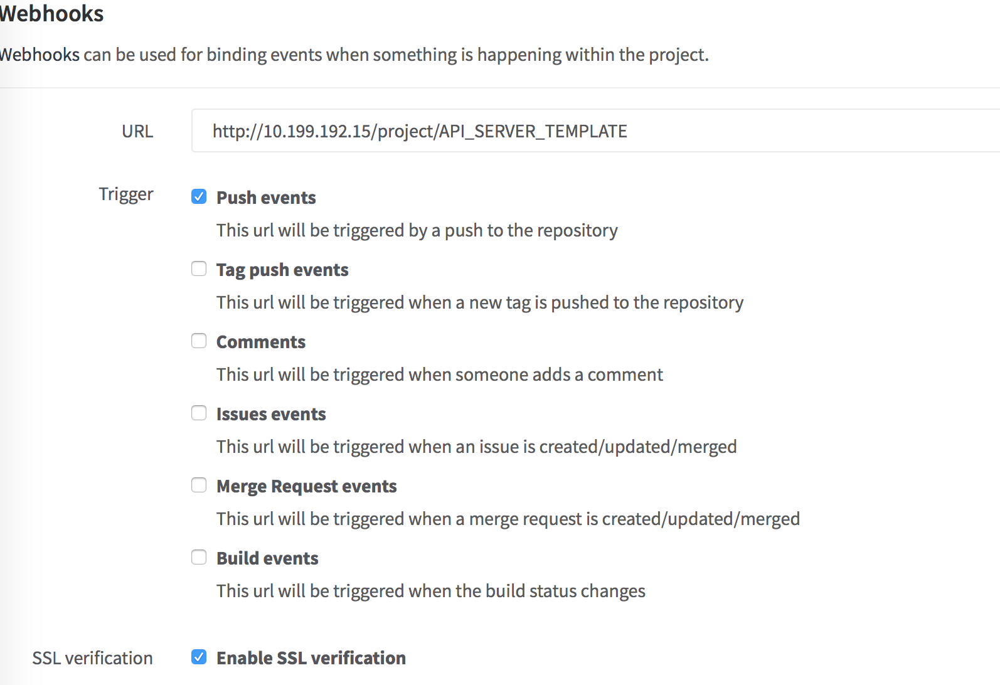 Webhooks
Webhooks can be used for binding events when something is happening within the project.
URL
http://10.199.192.15/project/API_SERVER_TEMPLATE
Trigger
Push events
This url will be triggered by a push to the repository
Tag push events
This url will be triggered when a new tag is pushed to the repository
Comments
This url will be triggered when someone adds a comment
Issues events
This url will be triggered when an issue is created/updated/merged
Merge Request events
This url will be triggered when a merge request is created/updated/merged
Build events
This url will be triggered when the build status changes
SSL verification
Enable SSL verification